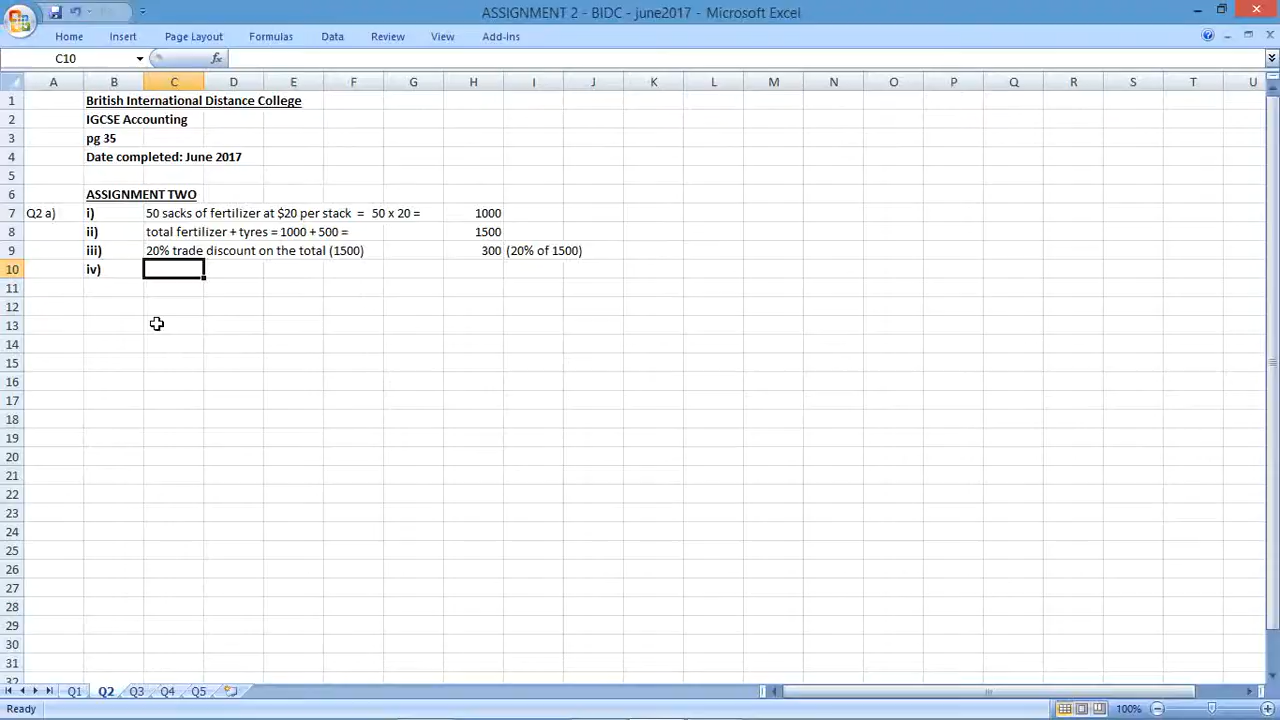 ASSIGNMENT 2 - BIDC - june2017 - Microsoft Excel
Home Insert Page Layout Formulas Data Review View Add-Ins
C10 fx
A B C D E F G H I J K L M N O P Q R S T U
1 British International Distance College
2 IGCSE Accounting
3 pg 35
4 Date completed: June 2017
5
6 ASSIGNMENT TWO
7 Q2 a) i) 50 sacks of fertilizer at $20 per stack = 50 x 20 = 1000
8 ii) total fertilizer + tyres = 1000 + 500 = 1500
9 iii) 20% trade discount on the total (1500) 300 (20% of 1500)
10 iv)
11
12
13
14
15
16
17
18
19
20
21
22
23
24
25
26
27
28
29
30
31
32
Q1 Q2 Q3 Q4 Q5
Ready 100%